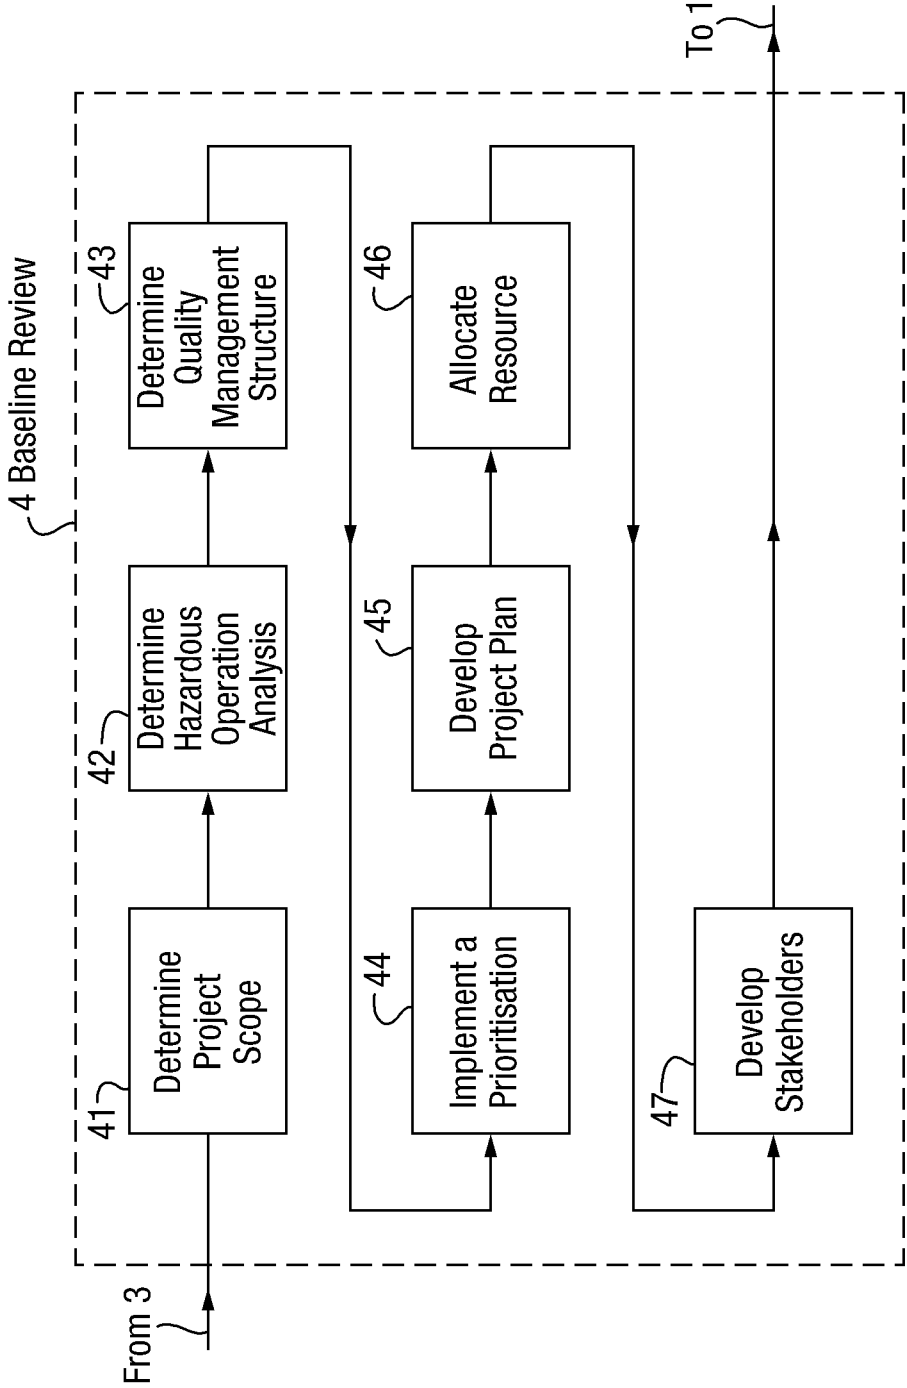 4 Baseline Review
From 3
41
Determine
Project
Scope
42
Determine
Hazardous
Operation
Analysis
43
Determine
Quality
Management
Structure
44
Implement a
Prioritisation
45
Develop
Project Plan
46
Allocate
Resource
47
Develop
Stakeholders
To 1